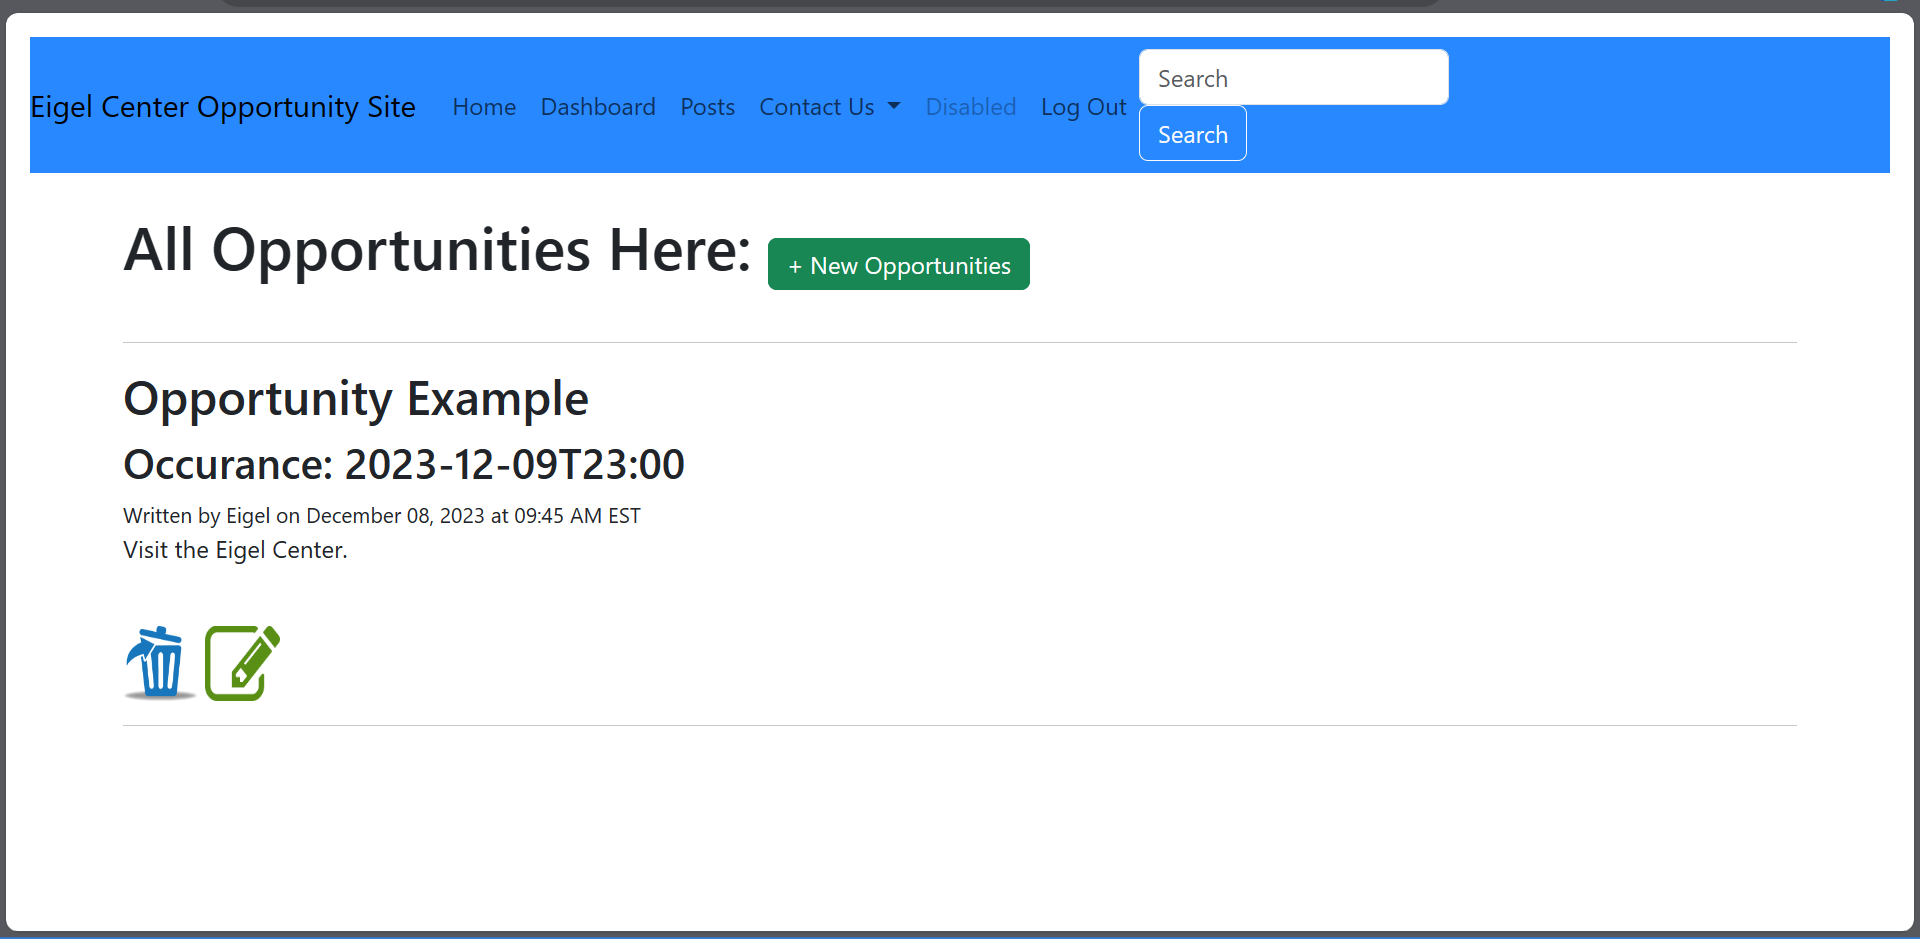 Eigel Center Opportunity Site Home Dashboard Posts Contact Us Disabled Log Out
Search
Search
All Opportunities Here: + New Opportunities
Opportunity Example
Occurance: 2023-12-09T23:00
Written by Eigel on December 08, 2023 at 09:45 AM EST
Visit the Eigel Center.